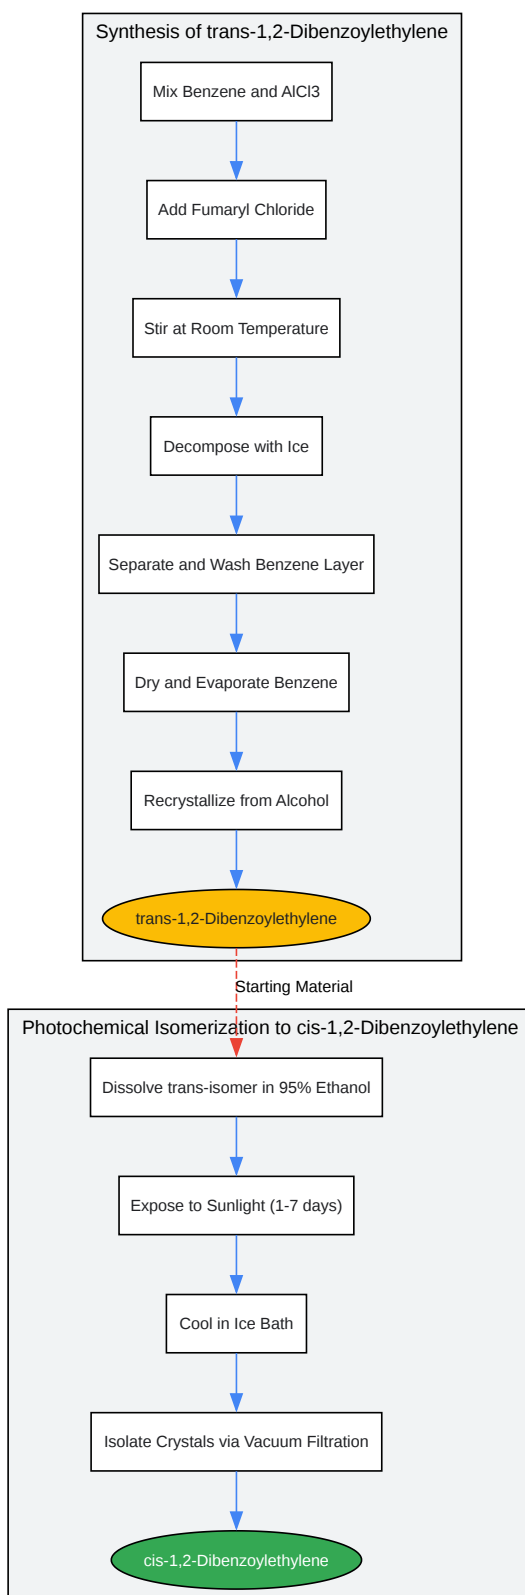 Synthesis of trans-1,2-Dibenzoylethylene
Mix Benzene and AlCl3
Add Fumaryl Chloride
Stir at Room Temperature
Decompose with Ice
Separate and Wash Benzene Layer
Dry and Evaporate Benzene
Recrystallize from Alcohol
trans-1,2-Dibenzoylethylene
Starting Material
Photochemical Isomerization to cis-1,2-Dibenzoylethylene
Dissolve trans-isomer in 95% Ethanol
Expose to Sunlight (1-7 days)
Cool in Ice Bath
Isolate Crystals via Vacuum Filtration
cis-1,2-Dibenzoylethylene